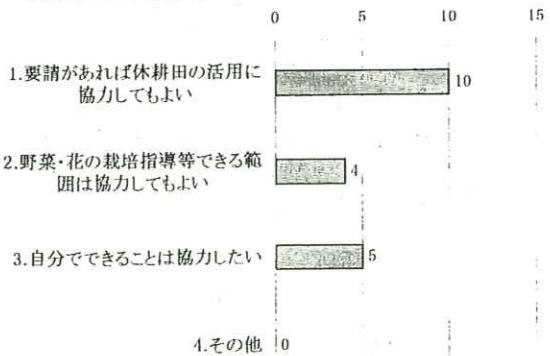 0 5 10 15
1.要請があれば休耕田の活用に
協力してもよい
10
2.野菜・花の栽培指導等できる範
囲は協力してもよい
4
3.自分でできることは協力したい
5
4.その他
0